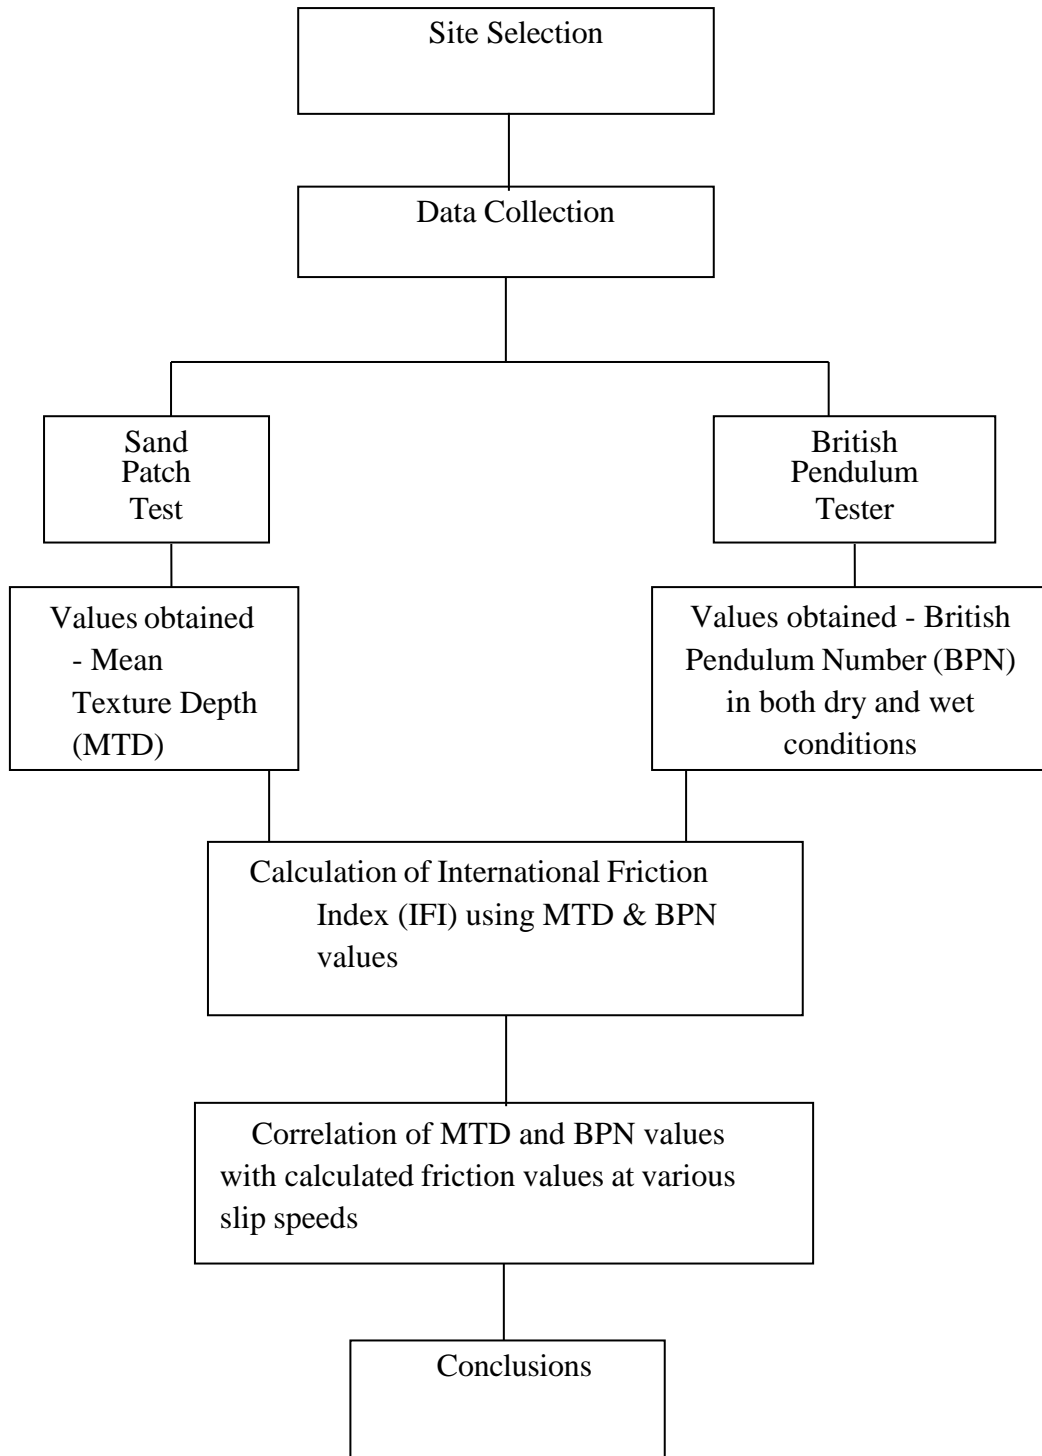 Site Selection
Data Collection
Sand
Patch
Test
British
Pendulum
Tester
Values obtained
- Mean
Texture Depth
(MTD)
Values obtained - British
Pendulum Number (BPN)
in both dry and wet
conditions
Calculation of International Friction
Index (IFI) using MTD & BPN
values
Correlation of MTD and BPN values
with calculated friction values at various
slip speeds
Conclusions